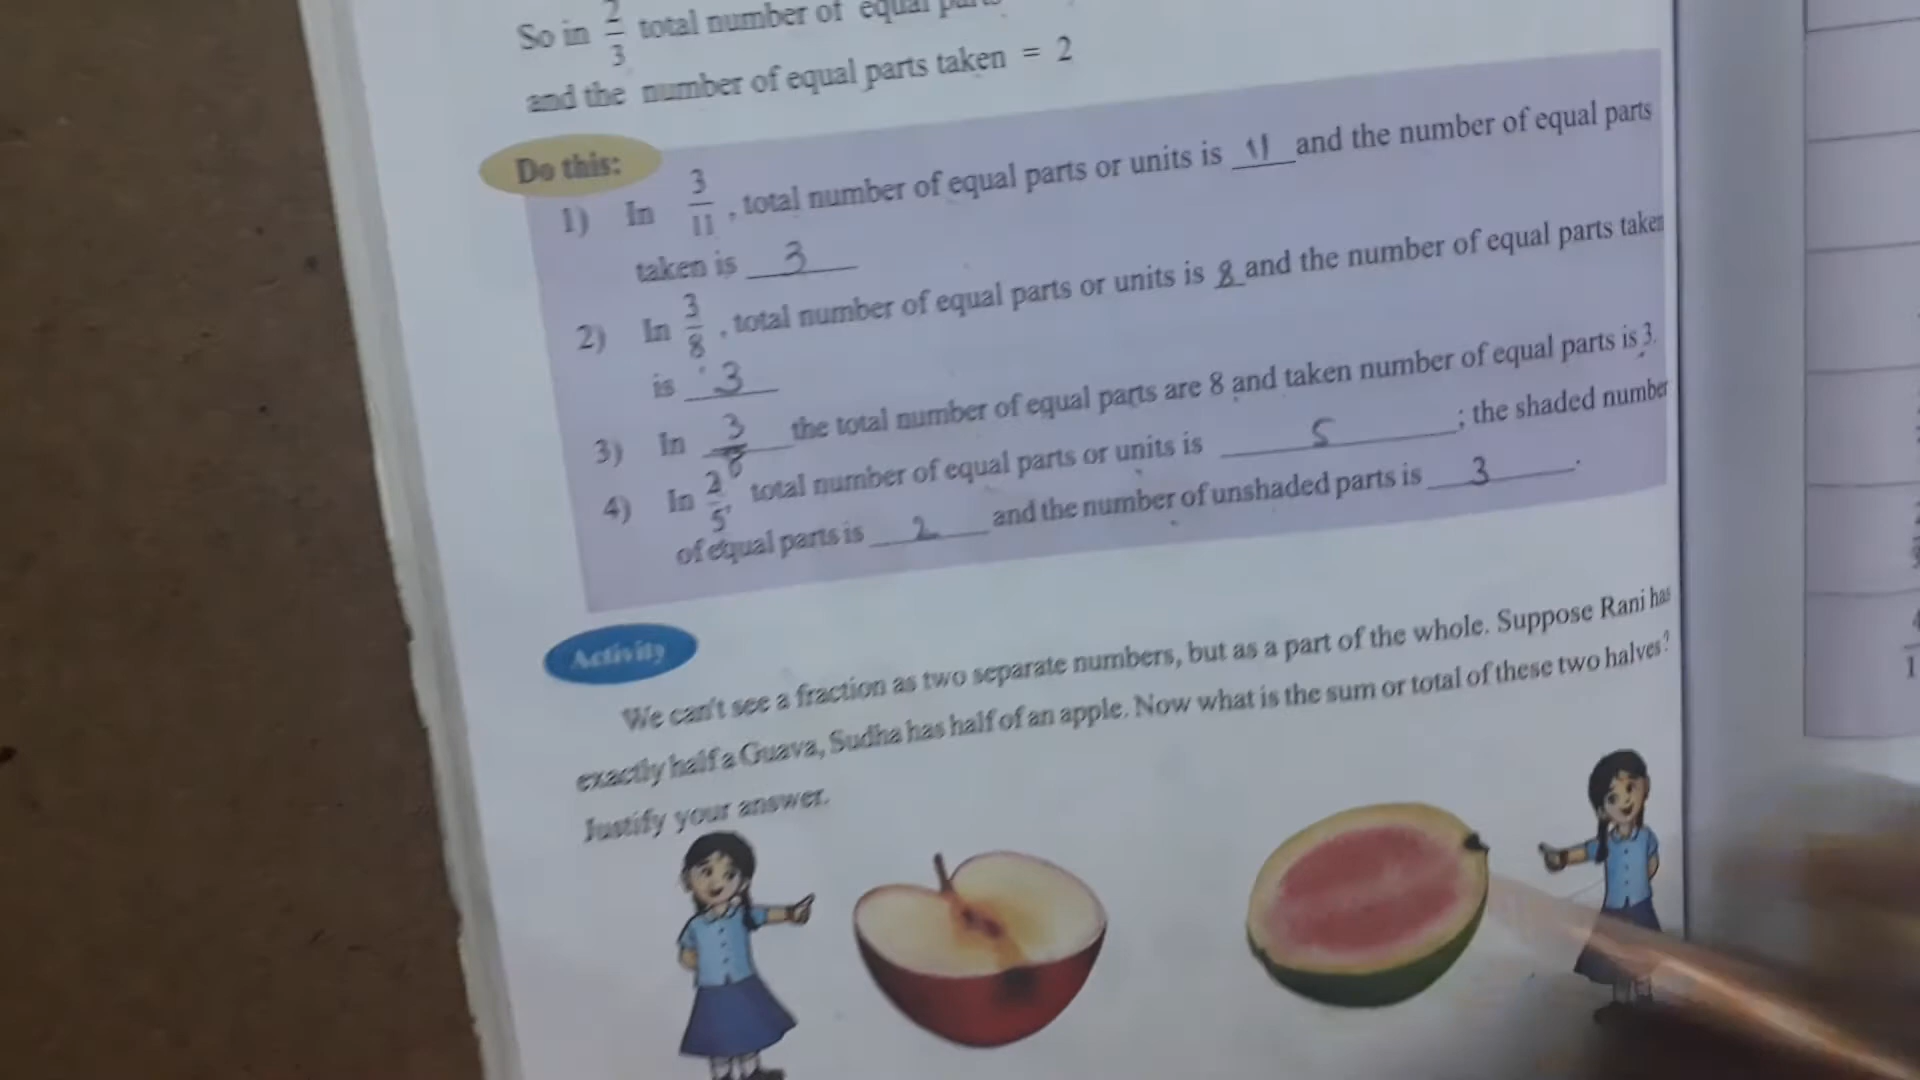 So in 2/3 total number of equal
and the number of equal parts taken = 2
Do this:
1) In 3/11, total number of equal parts or units is 11 and the number of equal parts
taken is 3
2) In 3/8, total number of equal parts or units is 8 and the number of equal parts taken
is 3
3) In 3/8 the total number of equal parts are 8 and taken number of equal parts is 3.
4) In 2/5, total number of equal parts or units is 5 ; the shaded number
of equal parts is 2 and the number of unshaded parts is 3.
Activity
We can't see a fraction as two separate numbers, but as a part of the whole. Suppose Rani has
exactly half a Guava, Sudha has half of an apple. Now what is the sum or total of these two halves?
Justify your answer.